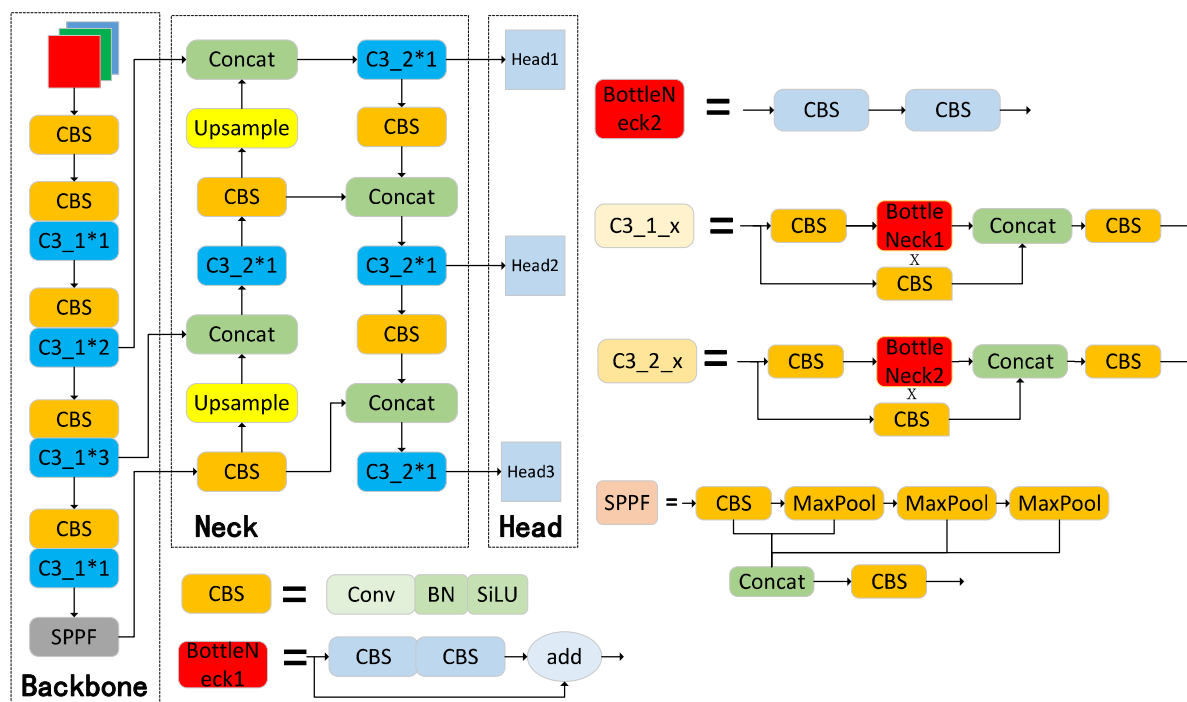 CBS
CBS
C3_1*1
CBS
C3_1*2
CBS
C3_1*3
CBS
C3_1*1
SPPF
Backbone
Concat
Upsample
CBS
C3_2*1
Concat
Upsample
CBS
C3_2*1
CBS
Concat
C3_2*1
CBS
Concat
C3_2*1
Neck
Head1
Head2
Head3
Head
BottleN
eck2
=
CBS
CBS
C3_1_x
=
CBS
Bottle
Neck1
X
CBS
Concat
CBS
C3_2_x
=
CBS
Bottle
Neck2
X
CBS
Concat
CBS
SPPF
=
CBS
MaxPool
MaxPool
MaxPool
Concat
CBS
CBS
=
Conv
BN
SiLU
BottleN
eck1
=
CBS
CBS
add